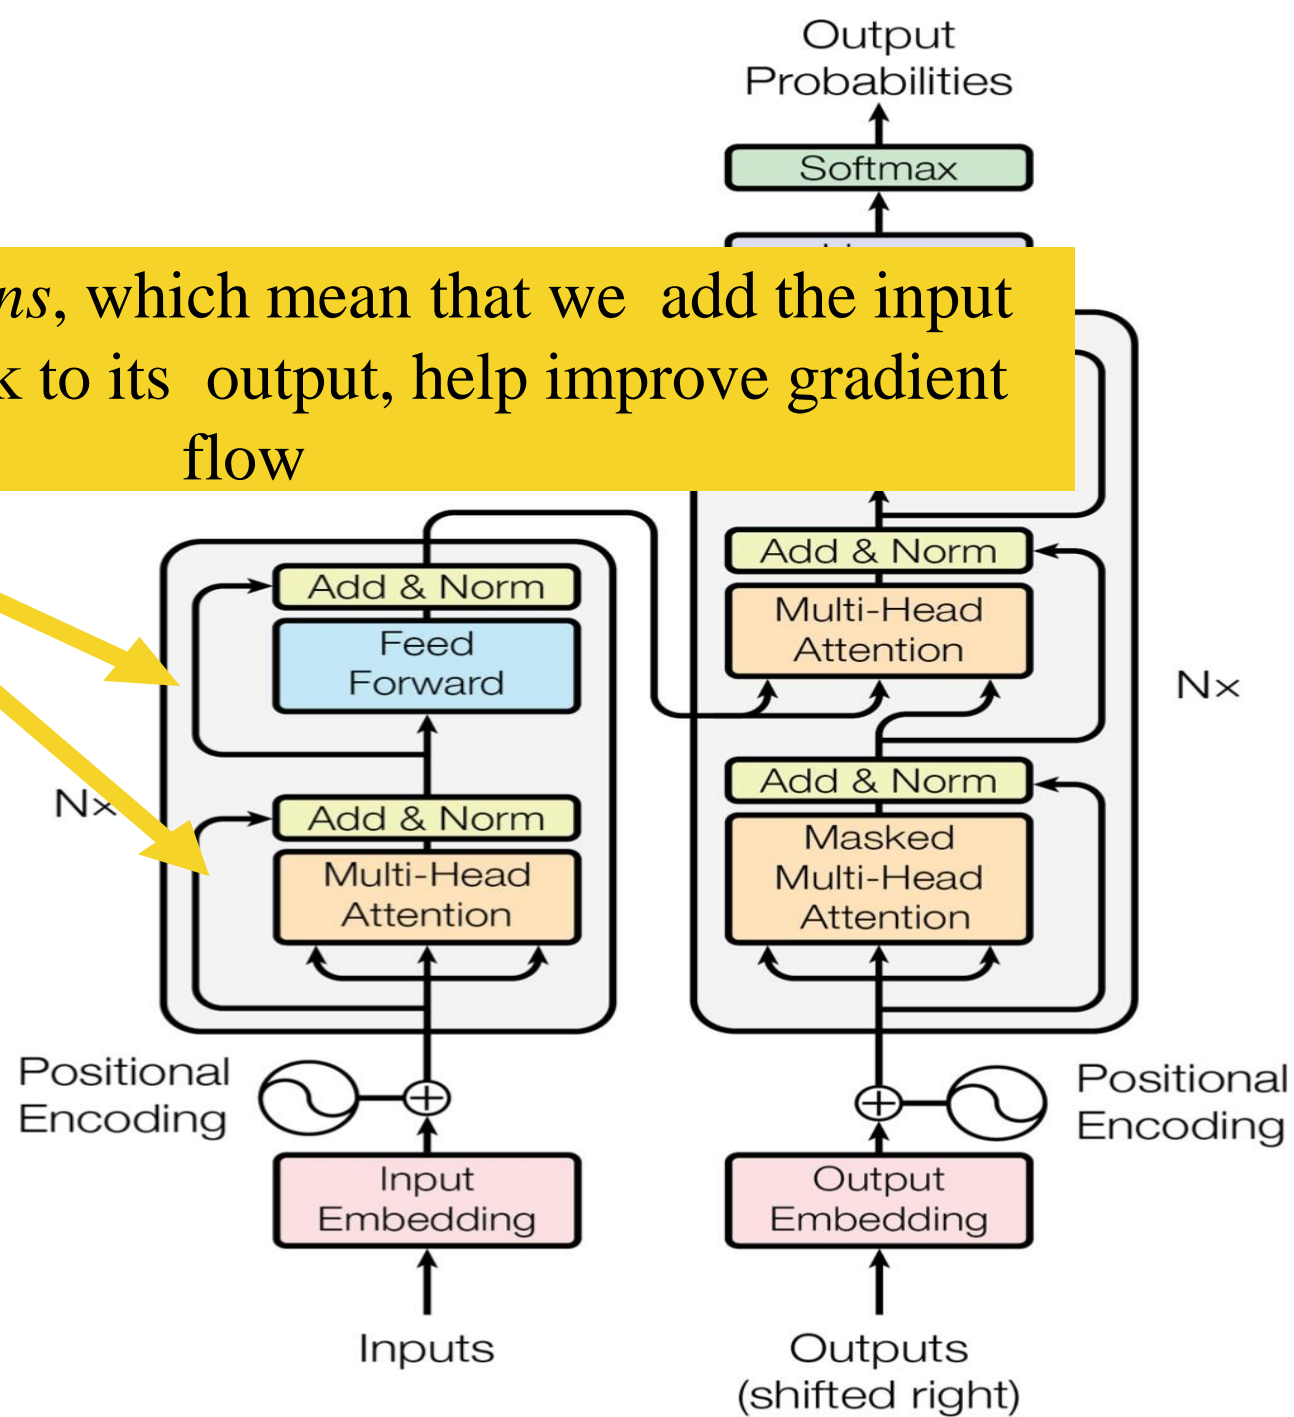 Output
Probabilities
Softmax
ns, which mean that we add the input
k to its output, help improve gradient
flow
Add & Norm
Multi-Head
Attention
Nx
Add & Norm
Masked
Multi-Head
Attention
Add & Norm
Feed
Forward
Nx
Add & Norm
Multi-Head
Attention
Positional
Encoding
Positional
Encoding
Input
Embedding
Output
Embedding
Inputs
Outputs
(shifted right)